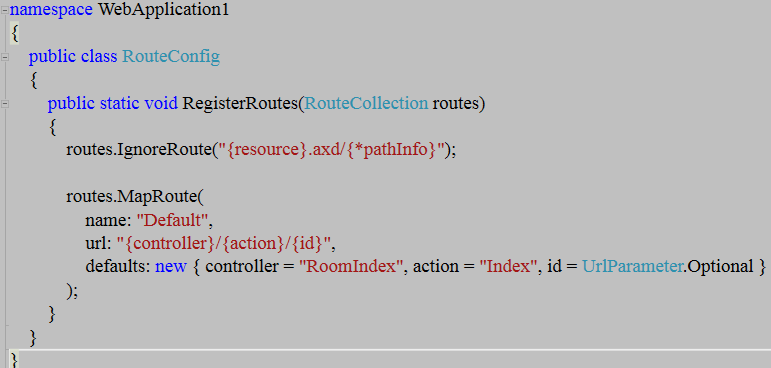 namespace WebApplication1
{
public class RouteConfig
{
public static void RegisterRoutes(RouteCollection routes)
{
routes.IgnoreRoute("{resource}.axd/{*pathInfo}");
routes.MapRoute(
name: "Default",
url: "{controller}/{action}/{id}",
defaults: new { controller = "RoomIndex", action = "Index", id = UrlParameter.Optional }
);
}
}
}